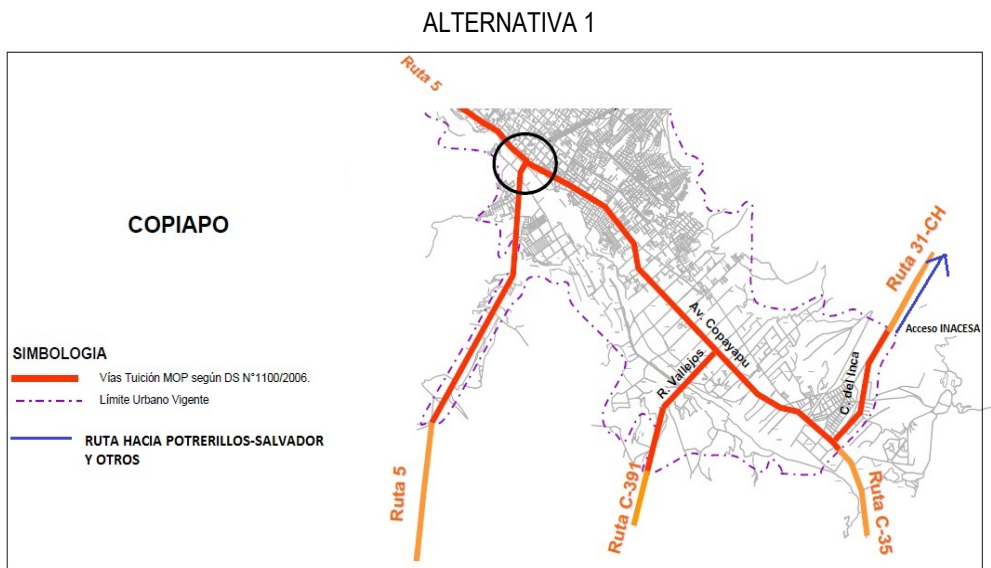 ALTERNATIVA 1
Ruta 5
COPIAPO
Ruta 31-CH
Acceso INACESA
Av. Copayapu
R. Vallejos
C. del Inca
SIMBOLOGIA
Vías Tuición MOP según DS N°1100/2006.
Límite Urbano Vigente
RUTA HACIA POTRERILLOS-SALVADOR
Y OTROS
Ruta 5
Ruta C-391
Ruta C-35